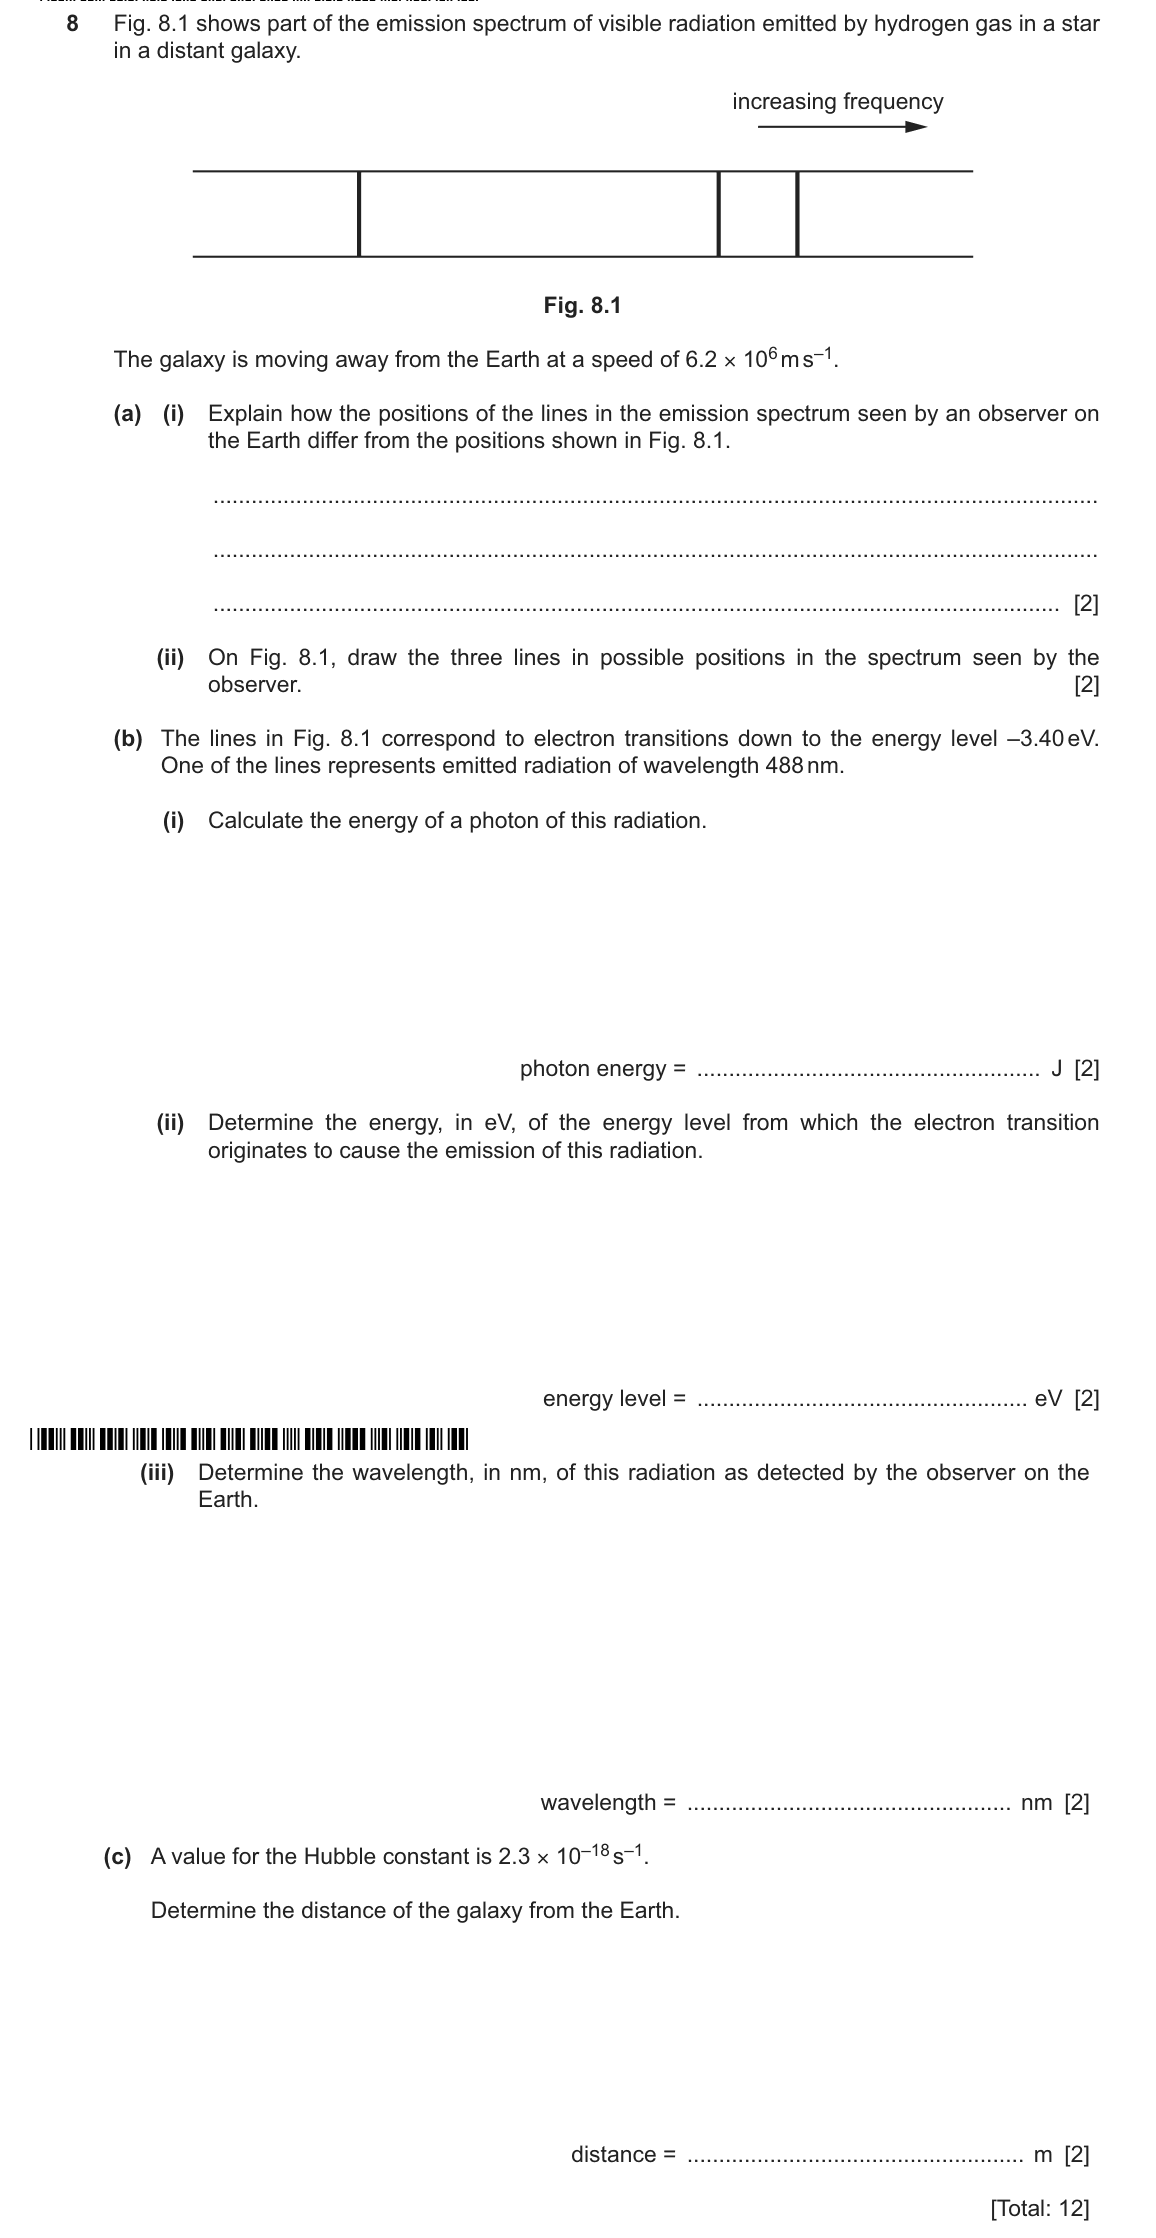 8 Fig. 8.1 shows part of the emission spectrum of visible radiation emitted by hydrogen gas in a star
in a distant galaxy.
increasing frequency
Fig. 8.1
The galaxy is moving away from the Earth at a speed of 6.2 × 10⁶ m s⁻¹.
(a) (i) Explain how the positions of the lines in the emission spectrum seen by an observer on
the Earth differ from the positions shown in Fig. 8.1.
..........................................................................................................................................
..........................................................................................................................................
.................................................................................................................................... [2]
(ii) On Fig. 8.1, draw the three lines in possible positions in the spectrum seen by the
observer. [2]
(b) The lines in Fig. 8.1 correspond to electron transitions down to the energy level –3.40 eV.
One of the lines represents emitted radiation of wavelength 488 nm.
(i) Calculate the energy of a photon of this radiation.
photon energy = ..................................................... J [2]
(ii) Determine the energy, in eV, of the energy level from which the electron transition
originates to cause the emission of this radiation.
energy level = ................................................... eV [2]
(iii) Determine the wavelength, in nm, of this radiation as detected by the observer on the
Earth.
wavelength = .................................................. nm [2]
(c) A value for the Hubble constant is 2.3 × 10⁻¹⁸ s⁻¹.
Determine the distance of the galaxy from the Earth.
distance = .................................................... m [2]
[Total: 12]